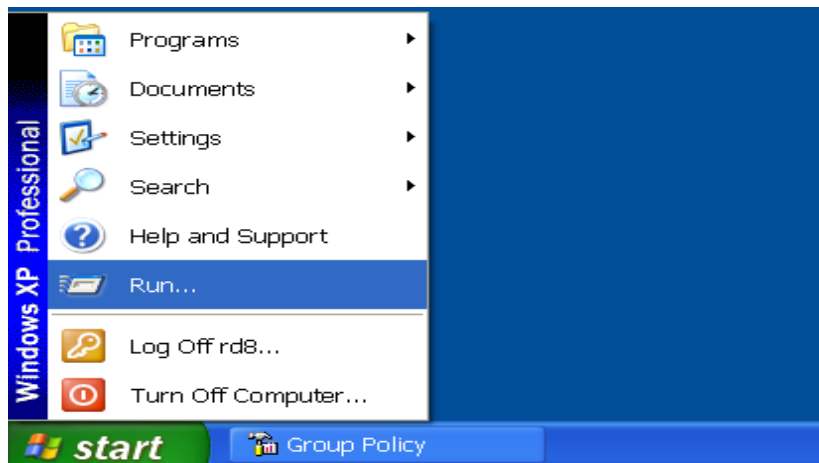 Programs
Documents
Settings
Search
Help and Support
Run...
Log Off rd8...
Turn Off Computer...
Windows XP Professional
start
Group Policy